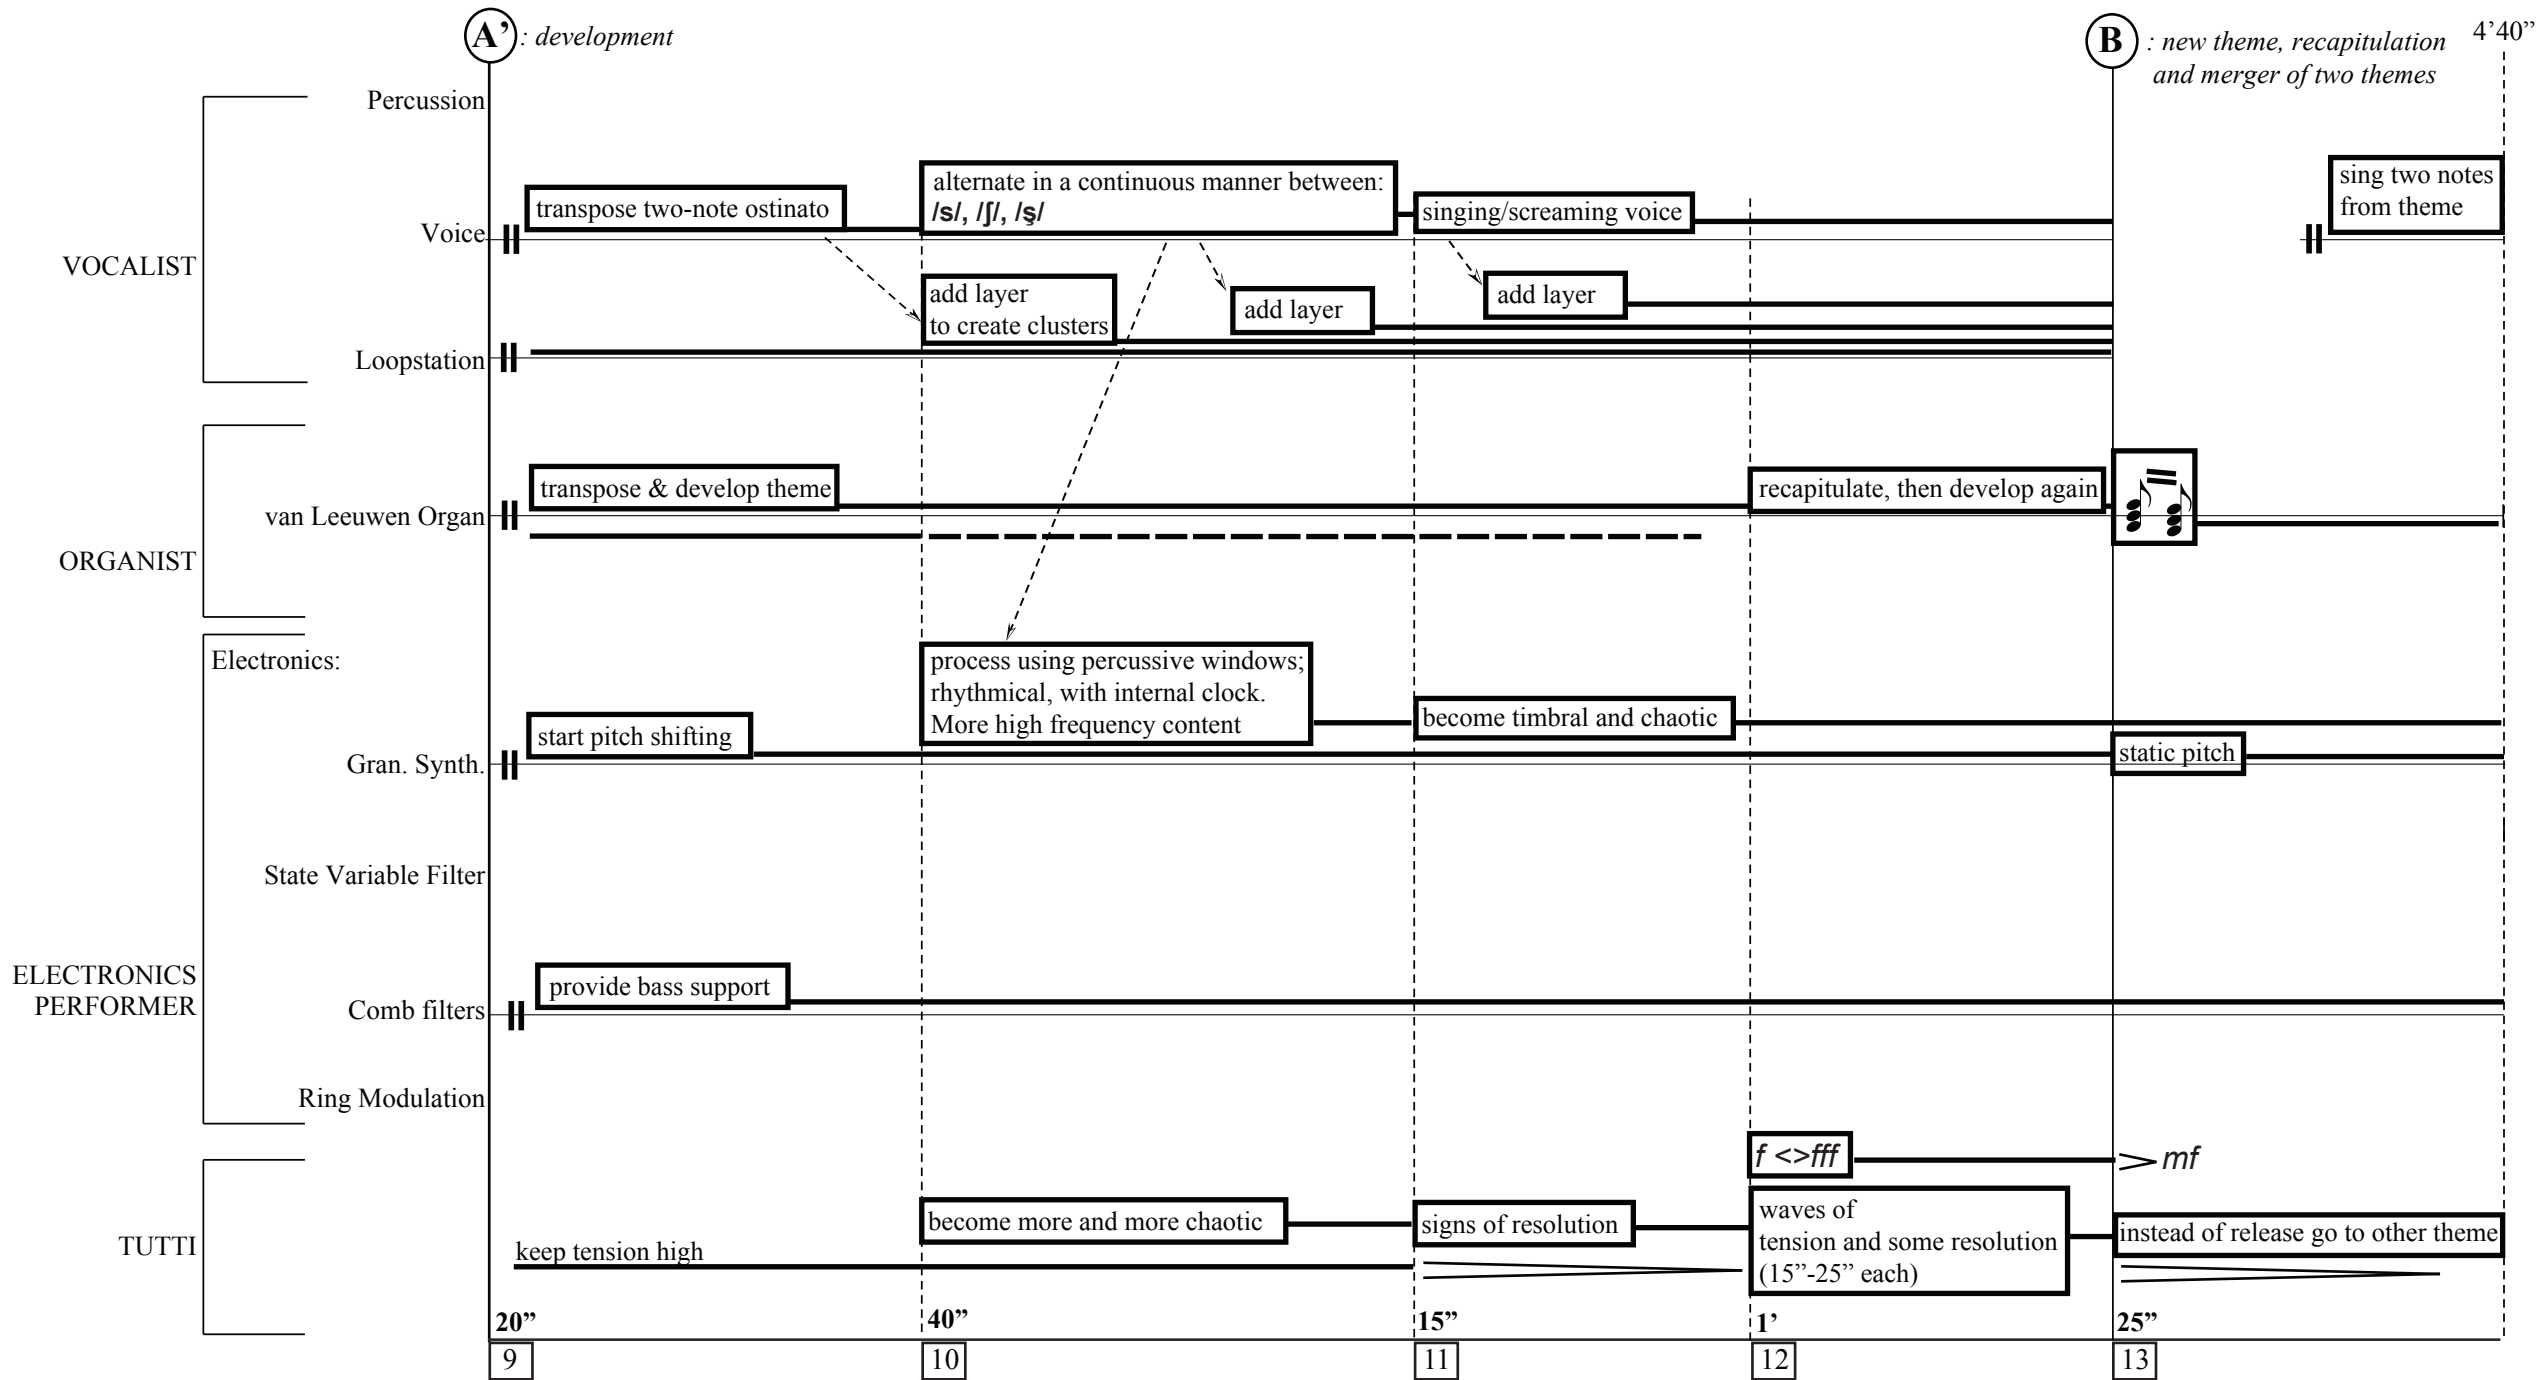 A’ : development
B : new theme, recapitulation
and merger of two themes
4’40”
Percussion
VOCALIST
Voice
transpose two-note ostinato
alternate in a continuous manner between:
/s/, /ʃ/, /ş/
singing/screaming voice
sing two notes
from theme
add layer
to create clusters
add layer
add layer
Loopstation
ORGANIST
van Leeuwen Organ
transpose & develop theme
recapitulate, then develop again
ELECTRONICS
PERFORMER
Electronics:
Gran. Synth.
start pitch shifting
process using percussive windows;
rhythmical, with internal clock.
More high frequency content
become timbral and chaotic
static pitch
State Variable Filter
Comb filters
provide bass support
Ring Modulation
TUTTI
f <>fff
mf
keep tension high
become more and more chaotic
signs of resolution
waves of
tension and some resolution
(15”-25” each)
instead of release go to other theme
20” 40” 15” 1’ 25”
9 10 11 12 13